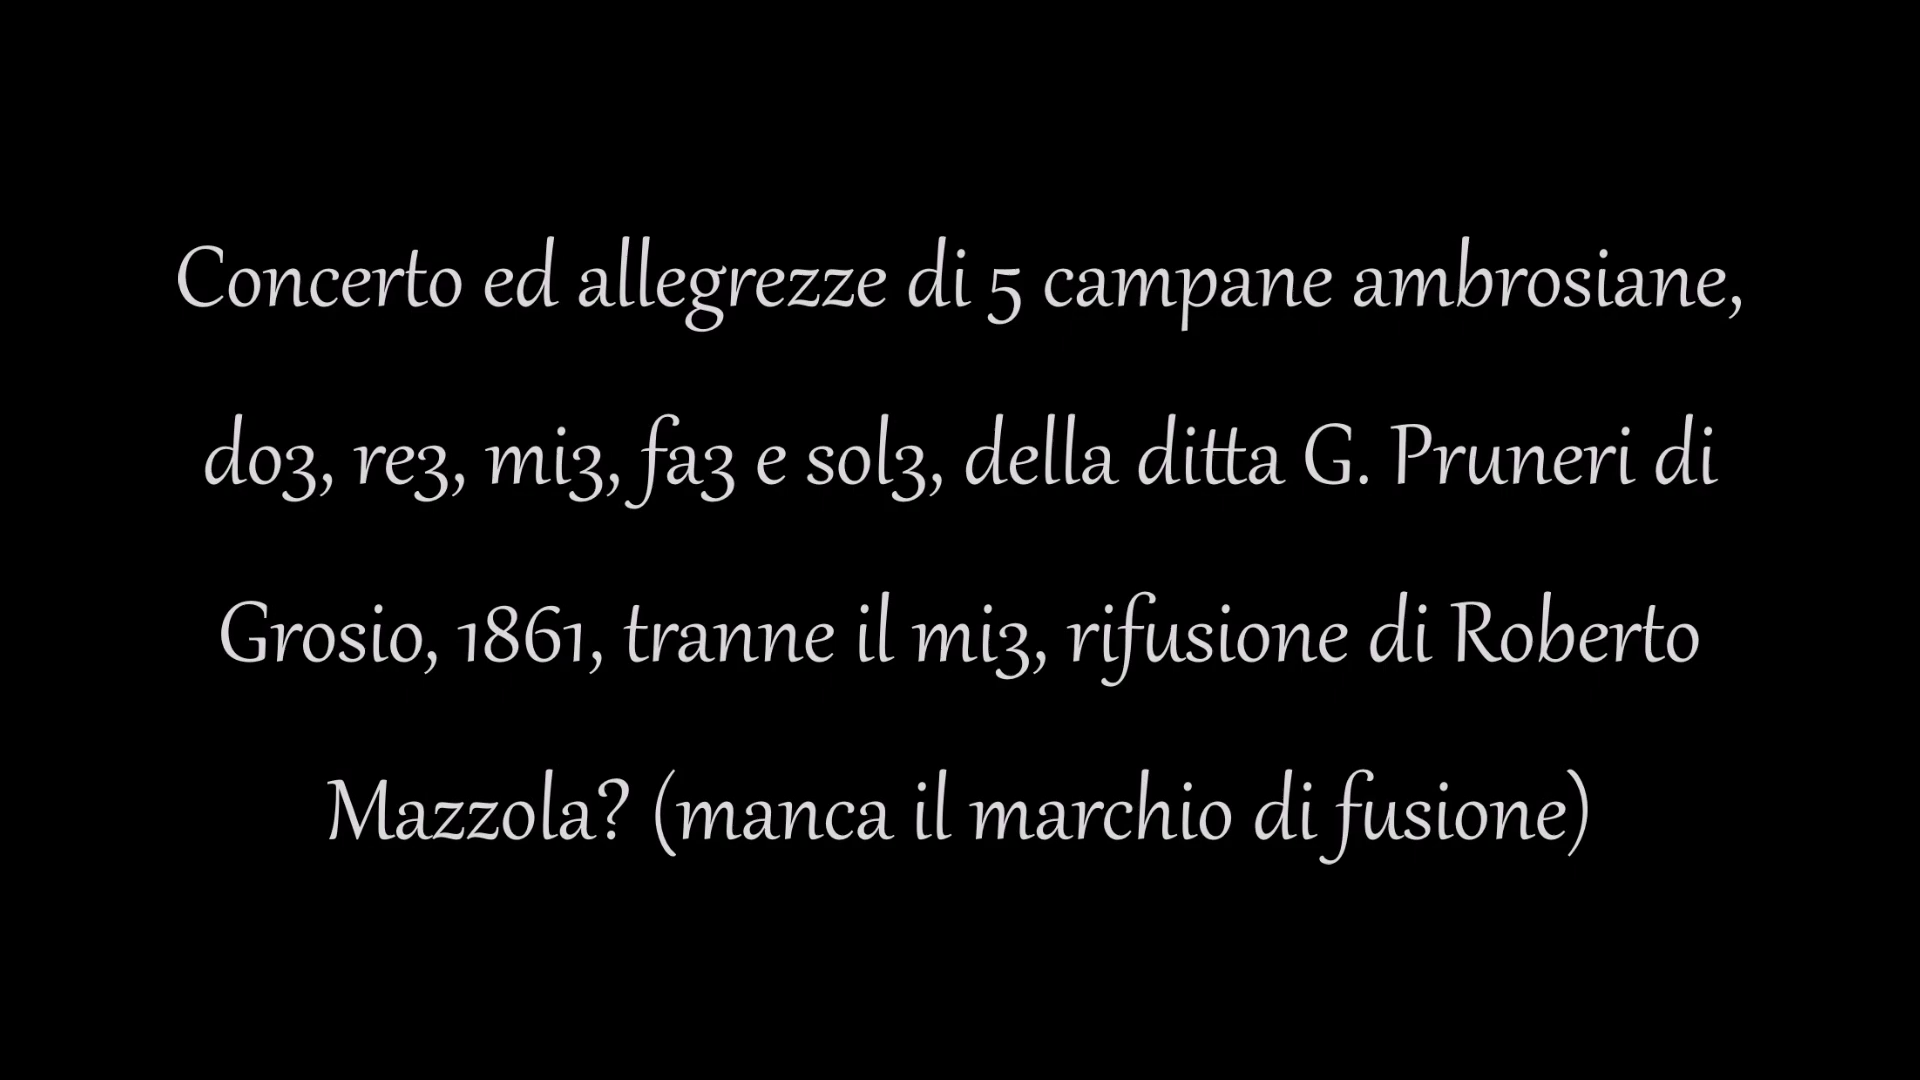 Concerto ed allegrezze di 5 campane ambrosiane,
do3, re3, mi3, fa3 e sol3, della ditta G. Pruneri di
Grosio, 1861, tranne il mi3, rifusione di Roberto
Mazzola? (manca il marchio di fusione)